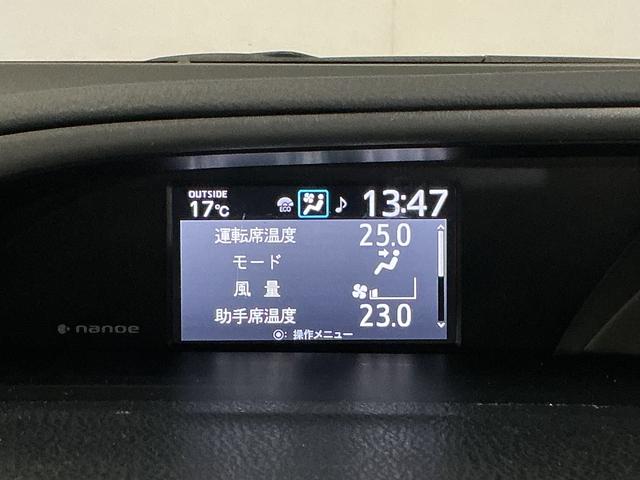 OUTSIDE
17℃ ECO 13:47
運転席温度 25.0
モード
風量
助手席温度 23.0
◉: 操作メニュー
nanoe